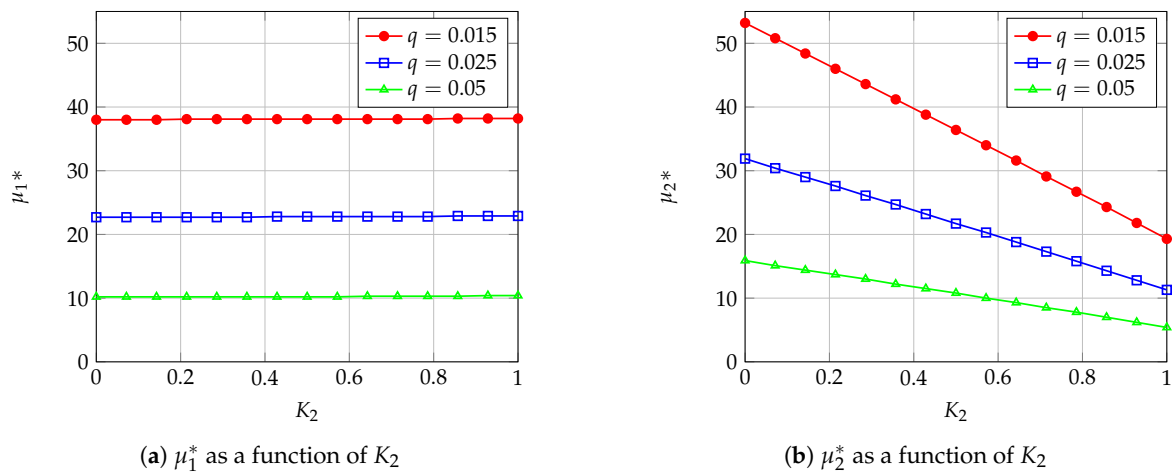 q = 0.015
q = 0.025
q = 0.05
50
40
30
20
10
0
μ₁*
0 0.2 0.4 0.6 0.8 1
K₂
(a) μ₁* as a function of K₂
q = 0.015
q = 0.025
q = 0.05
50
40
30
20
10
0
μ₂*
0 0.2 0.4 0.6 0.8 1
K₂
(b) μ₂* as a function of K₂